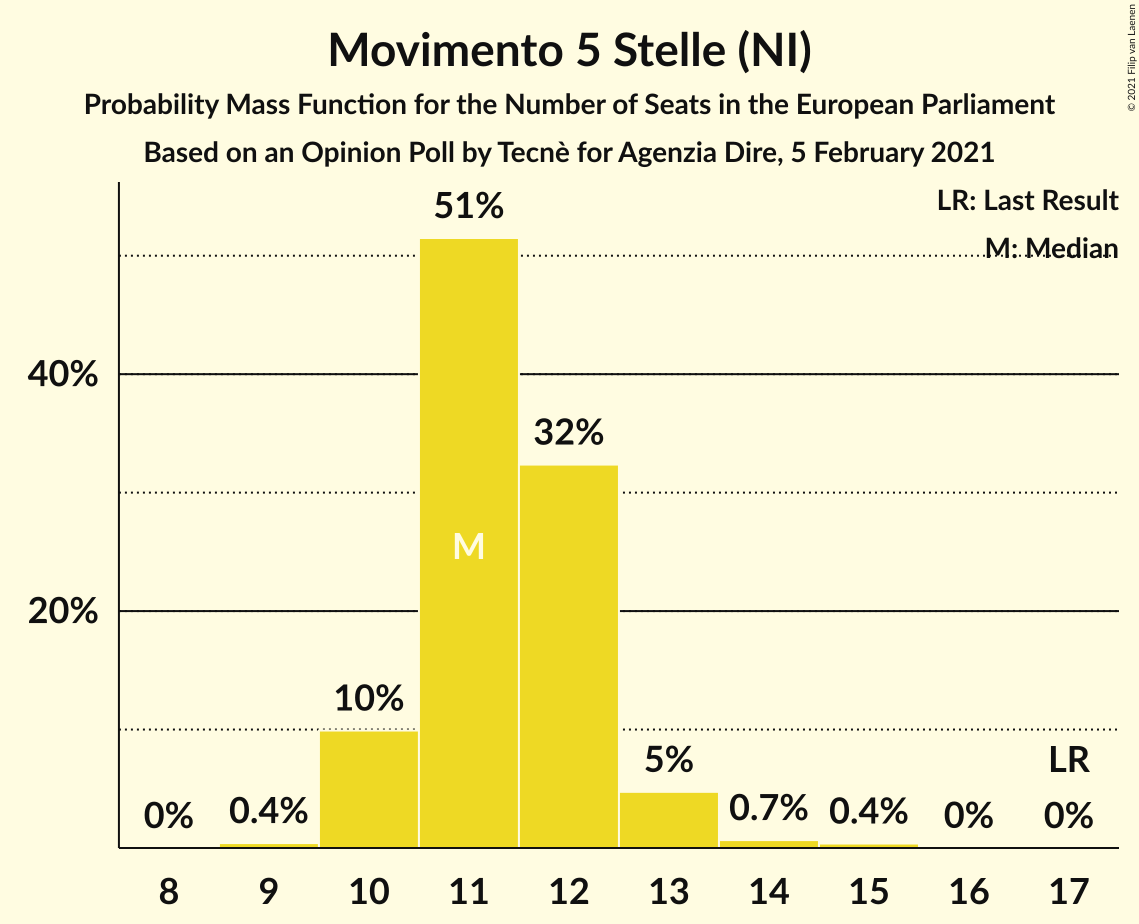 Movimento 5 Stelle (NI)
Probability Mass Function for the Number of Seats in the European Parliament
Based on an Opinion Poll by Tecnè for Agenzia Dire, 5 February 2021
© 2021 Filip van Laenen
LR: Last Result
M: Median
51%
40%
32%
M
20%
10%
5%
LR
0%
0.4%
0.7%
0.4%
0%
0%
8 9 10 11 12 13 14 15 16 17